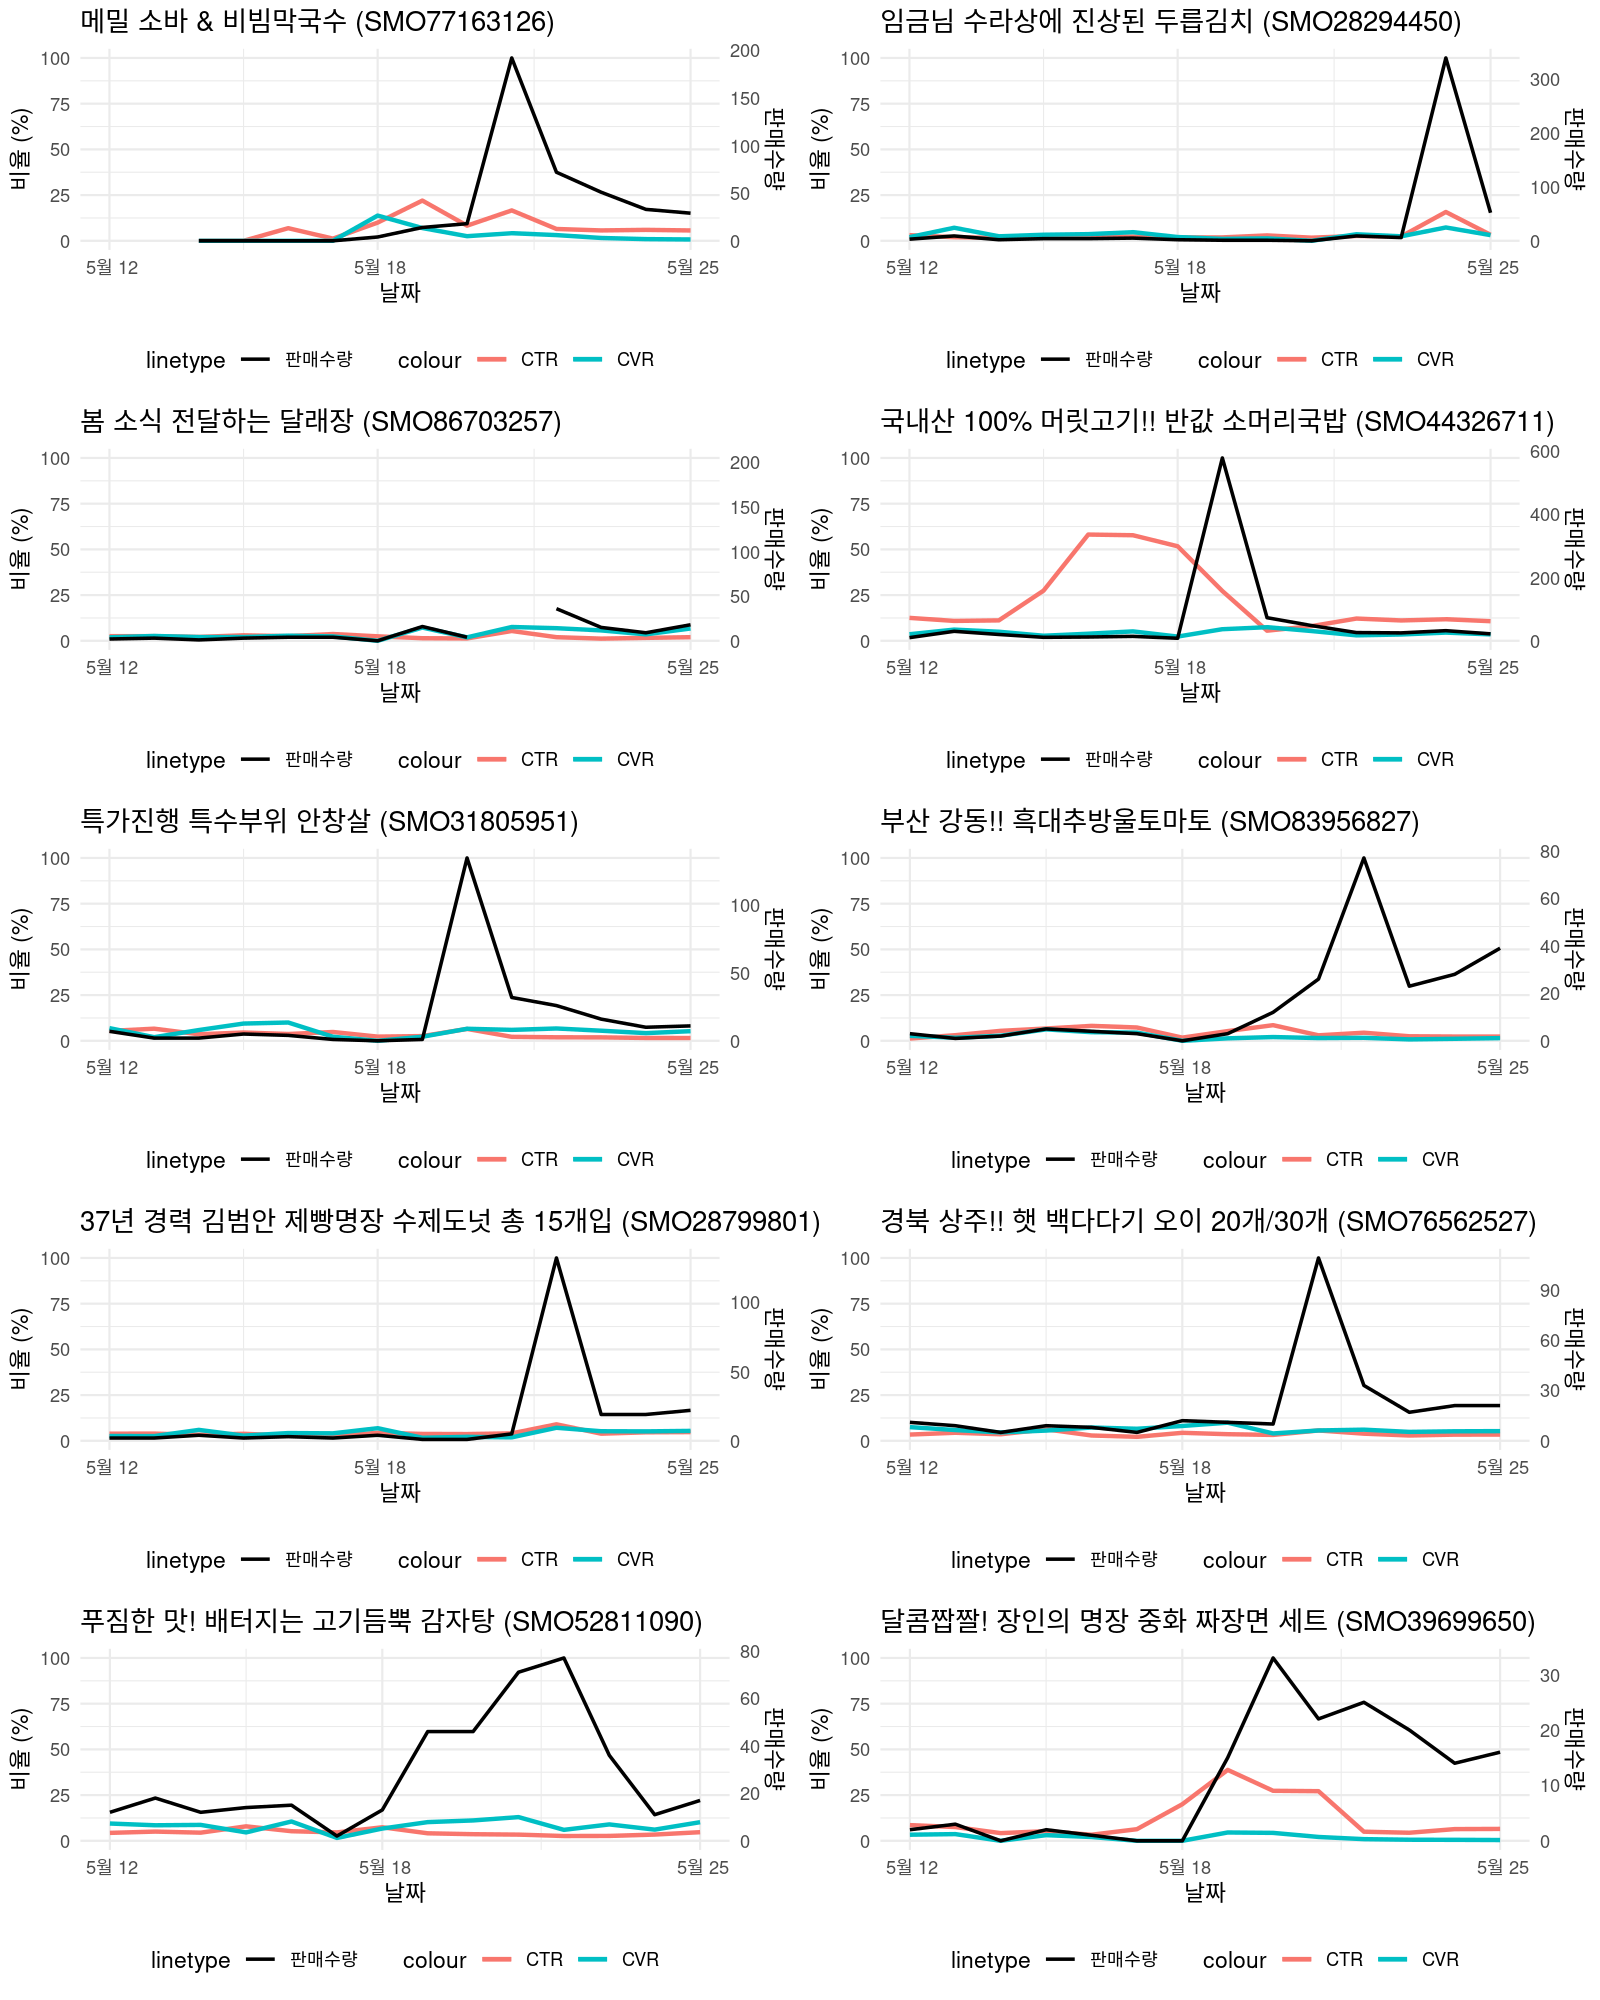 메밀 소바 & 비빔막국수 (SMO77163126)
비율 (%)
100
75
50
25
0
200
150
100
50
0
판매수량
5월 12
5월 18
5월 25
날짜
linetype 판매수량 colour CTR CVR
임금님 수라상에 진상된 두릅김치 (SMO28294450)
비율 (%)
100
75
50
25
0
300
200
100
0
판매수량
5월 12
5월 18
5월 25
날짜
linetype 판매수량 colour CTR CVR
봄 소식 전달하는 달래장 (SMO86703257)
비율 (%)
100
75
50
25
0
200
150
100
50
0
판매수량
5월 12
5월 18
5월 25
날짜
linetype 판매수량 colour CTR CVR
국내산 100% 머릿고기!! 반값 소머리국밥 (SMO44326711)
비율 (%)
100
75
50
25
0
600
400
200
0
판매수량
5월 12
5월 18
5월 25
날짜
linetype 판매수량 colour CTR CVR
특가진행 특수부위 안창살 (SMO31805951)
비율 (%)
100
75
50
25
0
100
50
0
판매수량
5월 12
5월 18
5월 25
날짜
linetype 판매수량 colour CTR CVR
부산 강동!! 흑대추방울토마토 (SMO83956827)
비율 (%)
100
75
50
25
0
80
60
40
20
0
판매수량
5월 12
5월 18
5월 25
날짜
linetype 판매수량 colour CTR CVR
37년 경력 김범안 제빵명장 수제도넛 총 15개입 (SMO28799801)
비율 (%)
100
75
50
25
0
100
50
0
판매수량
5월 12
5월 18
5월 25
날짜
linetype 판매수량 colour CTR CVR
경북 상주!! 햇 백다다기 오이 20개/30개 (SMO76562527)
비율 (%)
100
75
50
25
0
90
60
30
0
판매수량
5월 12
5월 18
5월 25
날짜
linetype 판매수량 colour CTR CVR
푸짐한 맛! 배터지는 고기듬뿍 감자탕 (SMO52811090)
비율 (%)
100
75
50
25
0
80
60
40
20
0
판매수량
5월 12
5월 18
5월 25
날짜
linetype 판매수량 colour CTR CVR
달콤짭짤! 장인의 명장 중화 짜장면 세트 (SMO39699650)
비율 (%)
100
75
50
25
0
30
20
10
0
판매수량
5월 12
5월 18
5월 25
날짜
linetype 판매수량 colour CTR CVR